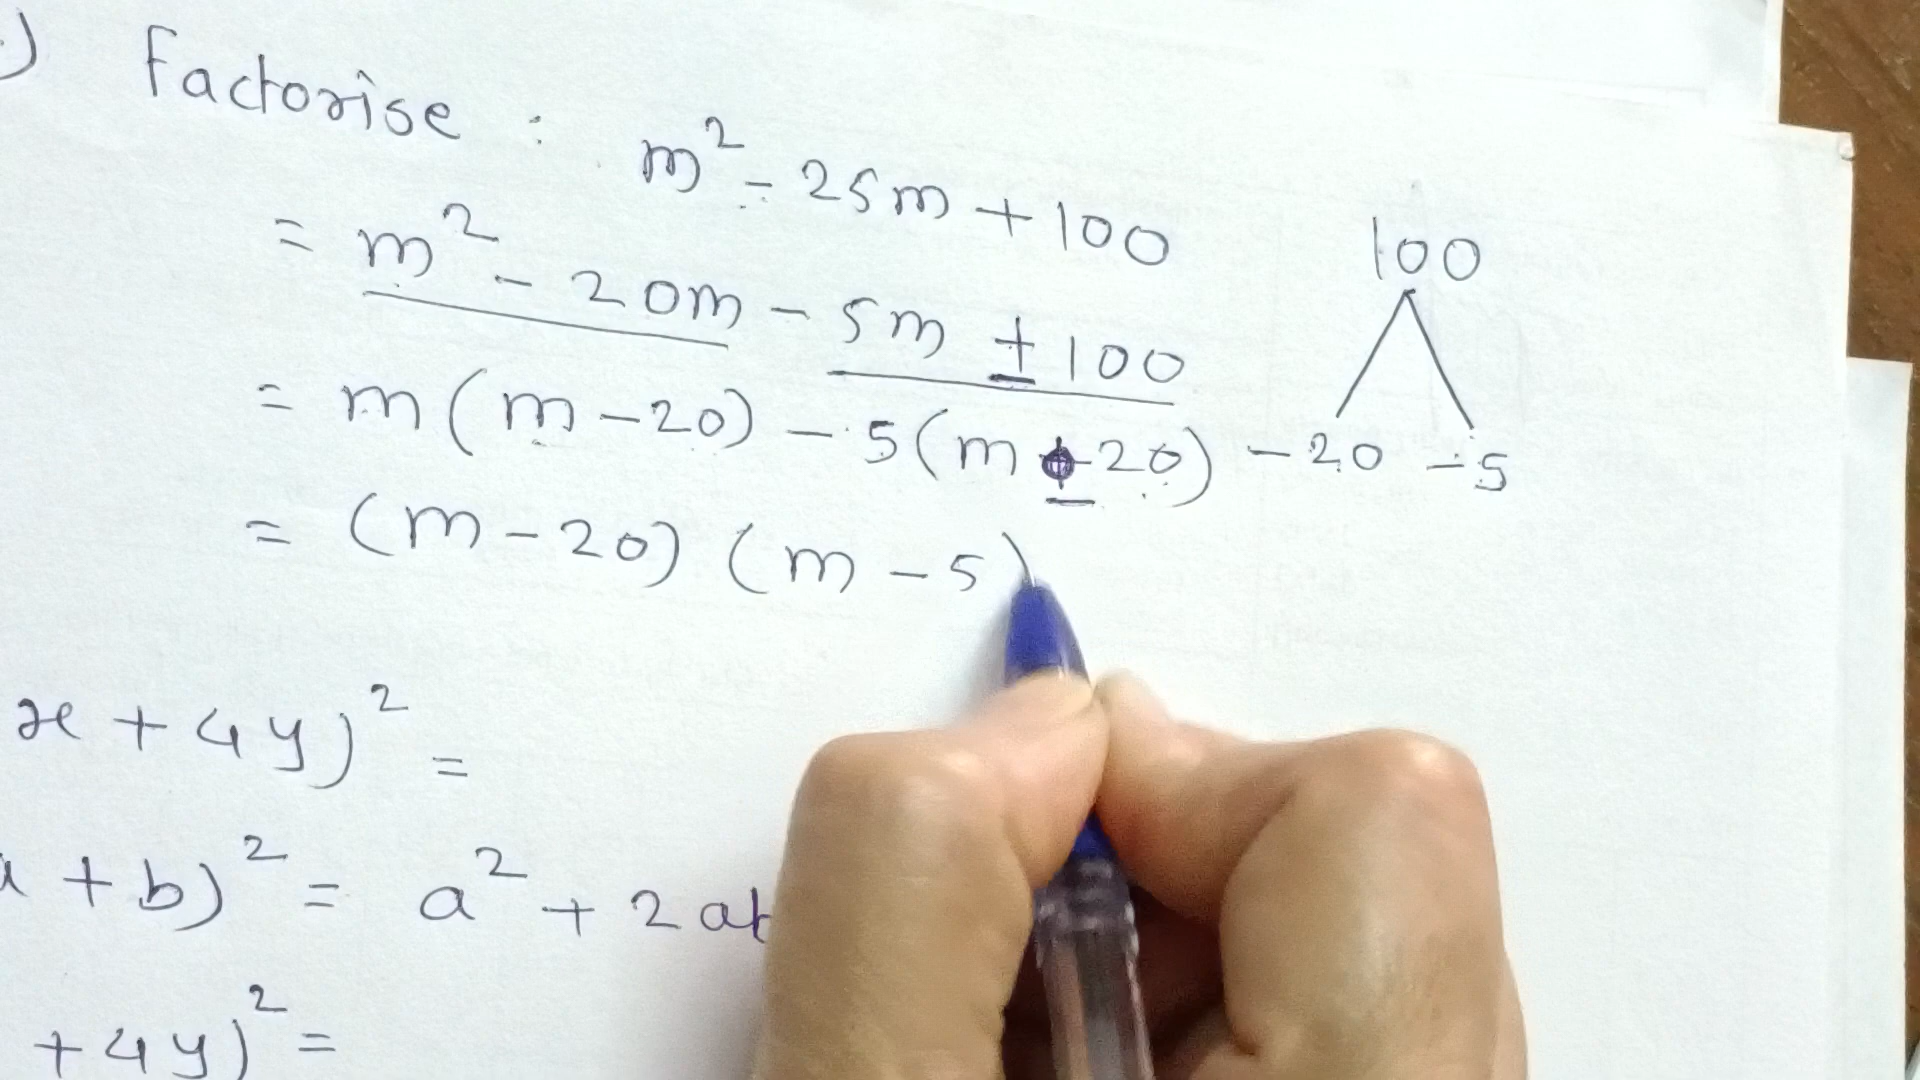 Factorise : m² - 25m + 100
= m² - 20m - 5m + 100
= m(m - 20) - 5(m - 20)
= (m - 20) (m - 5)
100
- 20 - 5
x + 4y)² =
+ b)² = a² + 2ab
+ 4y)² =